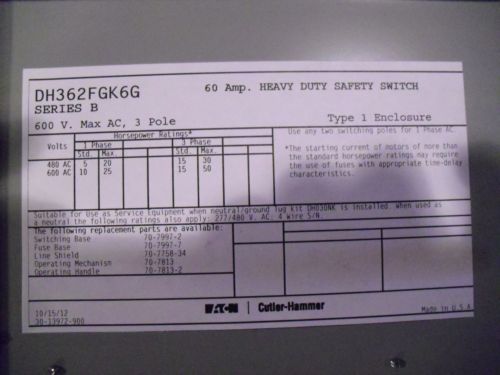 DH362FGK6G
60 Amp. HEAVY DUTY SAFETY SWITCH
SERIES B
600 V. Max AC, 3 Pole
Type 1 Enclosure
Horsepower Ratings*
Volts
1 Phase
3 Phase
Std. Max.
Std. Max.
480 AC 5 20 15 30
600 AC 10 25 15 50
Use any two switching poles for 1 Phase AC
*The starting current of motors of more than
the standard horsepower ratings may require
the use of fuses with appropriate time-delay
characteristics.
Suitable for Use as Service Equipment when neutral/ground lug kit DH030NK is installed. When used as
a neutral the following ratings also apply: 277/480 V. AC. 4 wire S/N.
The following replacement parts are available:
Switching Base 70-7997-2
Fuse Base 70-7997-7
Line Shield 70-7758-34
Operating Mechanism 70-7813
Operating Handle 70-7813-2
10/15/12
30-13972-900
EATON | Cutler-Hammer
Made in U.S.A